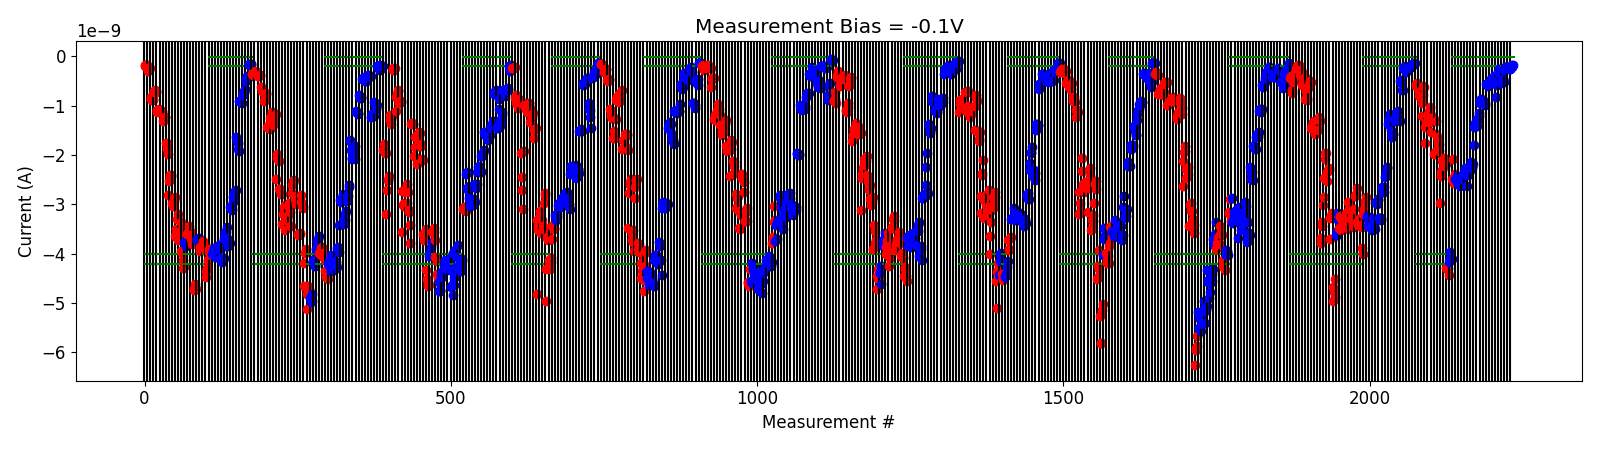 Measurement Bias = -0.1V
1e−9
0
−1
−2
−3
−4
−5
−6
Current (A)
0 500 1000 1500 2000
Measurement #